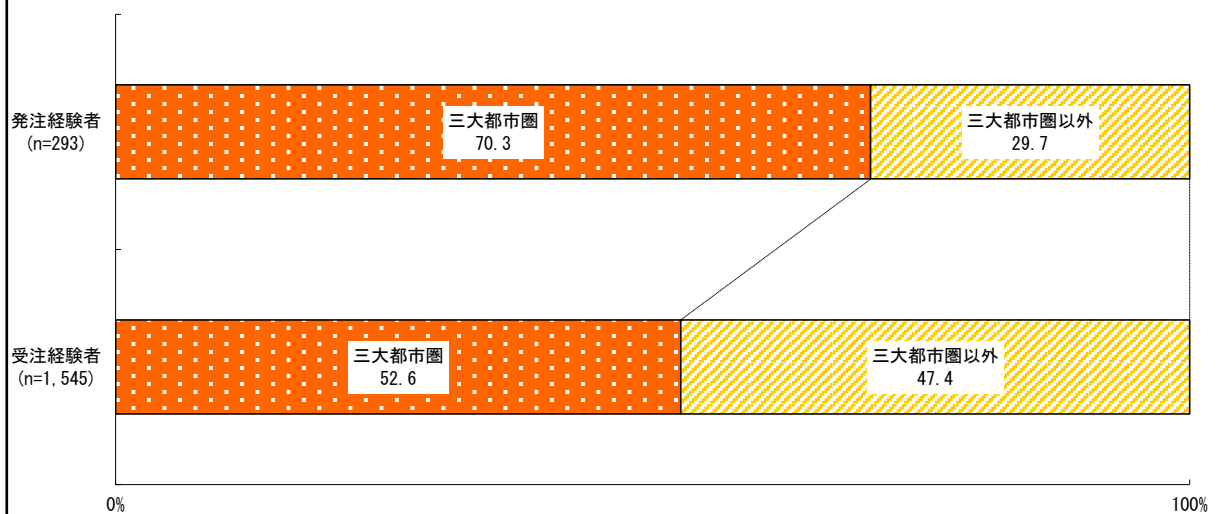 発注経験者
(n=293)
三大都市圏
70.3
三大都市圏以外
29.7
受注経験者
(n=1,545)
三大都市圏
52.6
三大都市圏以外
47.4
0%
100%